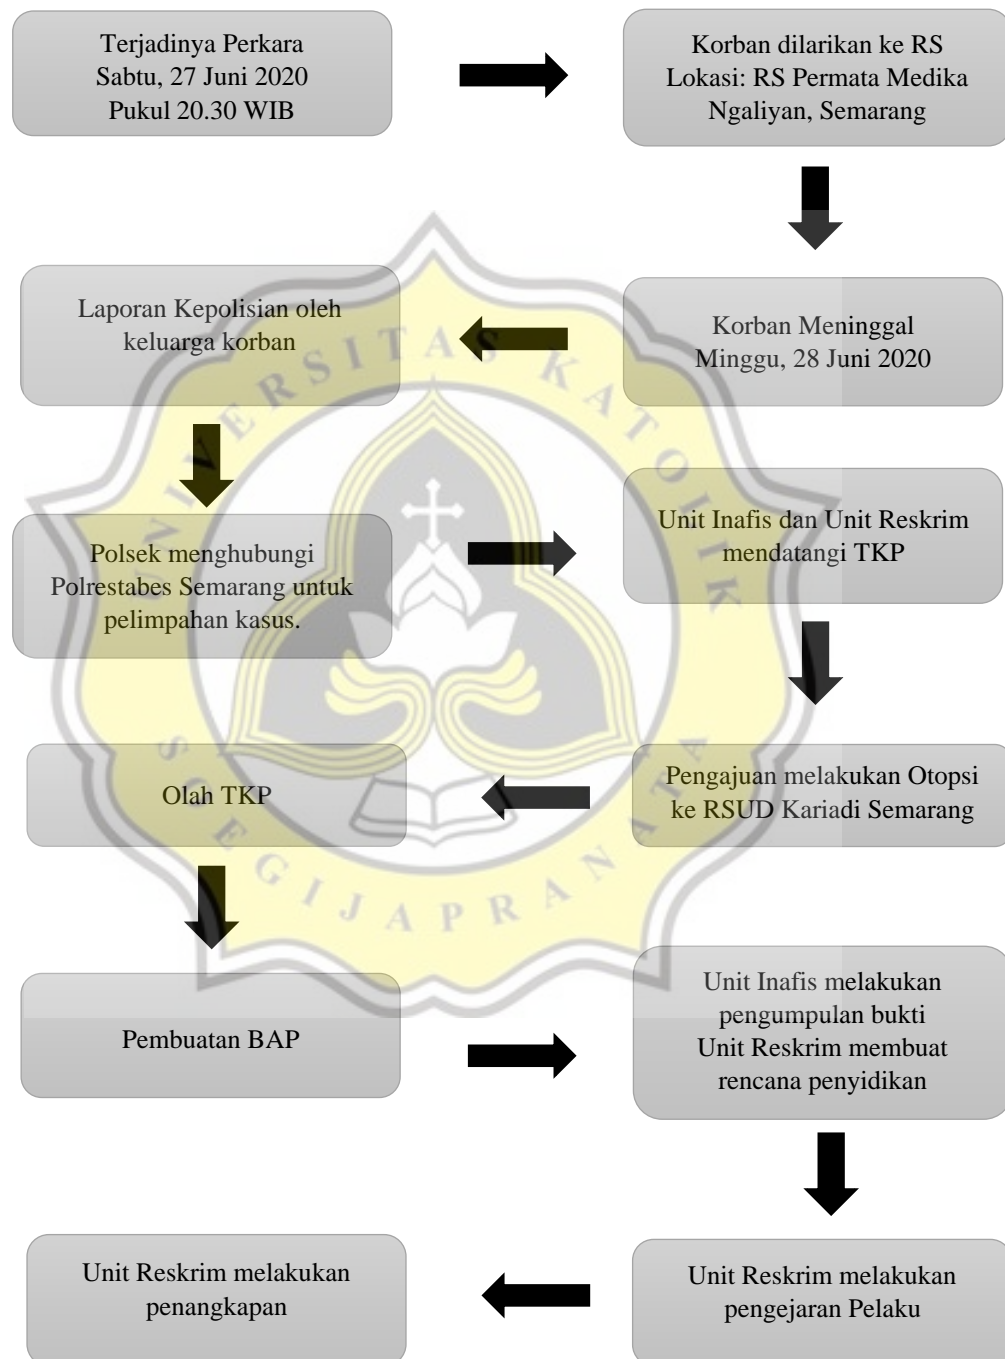 Terjadinya Perkara
Sabtu, 27 Juni 2020
Pukul 20.30 WIB
Korban dilarikan ke RS
Lokasi: RS Permata Medika
Ngaliyan, Semarang
Korban Meninggal
Minggu, 28 Juni 2020
Laporan Kepolisian oleh
keluarga korban
Polsek menghubungi
Polrestabes Semarang untuk
pelimpahan kasus.
Unit Inafis dan Unit Reskrim
mendatangi TKP
Pengajuan melakukan Otopsi
ke RSUD Kariadi Semarang
Olah TKP
Pembuatan BAP
Unit Inafis melakukan
pengumpulan bukti
Unit Reskrim membuat
rencana penyidikan
Unit Reskrim melakukan
pengejaran Pelaku
Unit Reskrim melakukan
penangkapan
UNIVERSITAS KATOLIK
SOEGIJAPRANATA